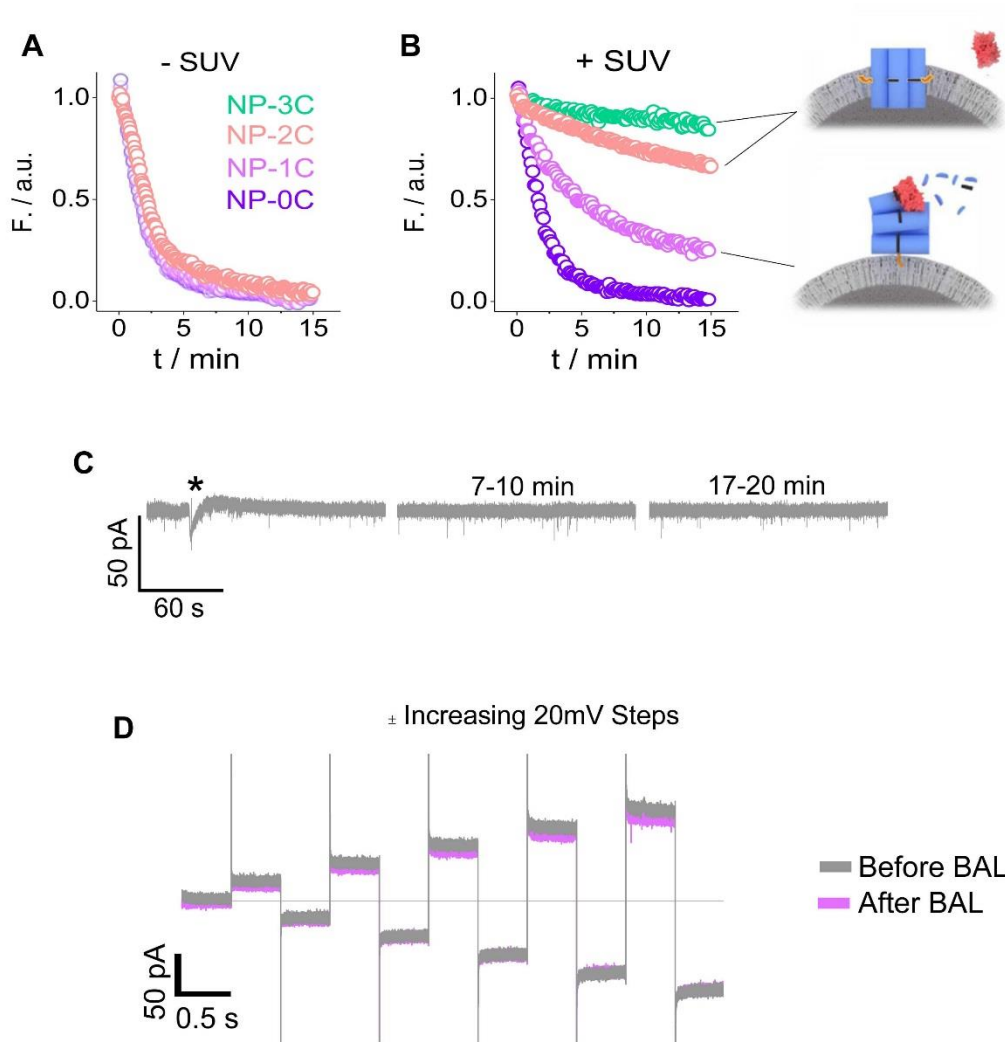 A
- SUV
1.0
0.5
0.0
F. / a.u.
NP-3C
NP-2C
NP-1C
NP-0C
0 5 10 15
t / min
B
+ SUV
1.0
0.5
0.0
F. / a.u.
0 5 10 15
t / min
C
*
7-10 min
17-20 min
50 pA
60 s
D
± Increasing 20mV Steps
50 pA
0.5 s
Before BAL
After BAL